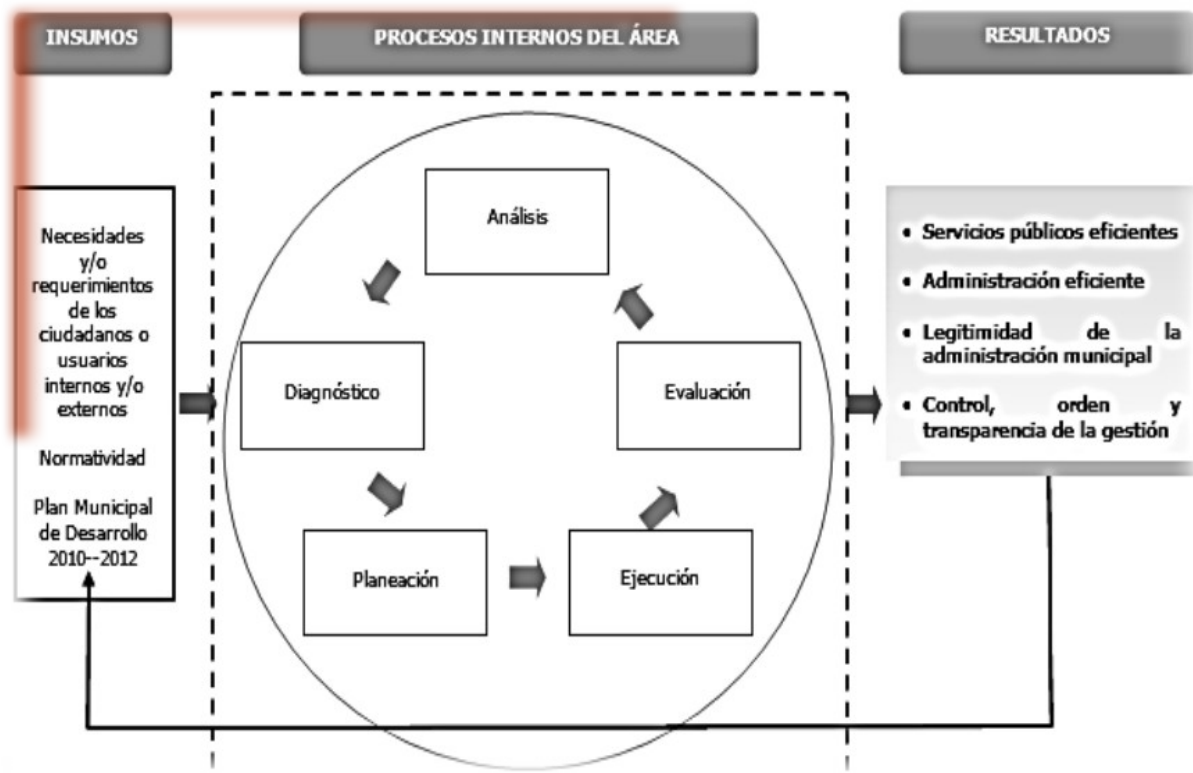 INSUMOS
PROCESOS INTERNOS DEL ÁREA
RESULTADOS
Necesidades
y/o
requerimientos
de los
ciudadanos o
usuarios
internos y/o
externos
Normatividad
Plan Municipal
de Desarrollo
2010--2012
Análisis
Diagnóstico
Planeación
Ejecución
Evaluación
• Servicios públicos eficientes
• Administración eficiente
• Legitimidad de la
administración municipal
• Control, orden y
transparencia de la gestión